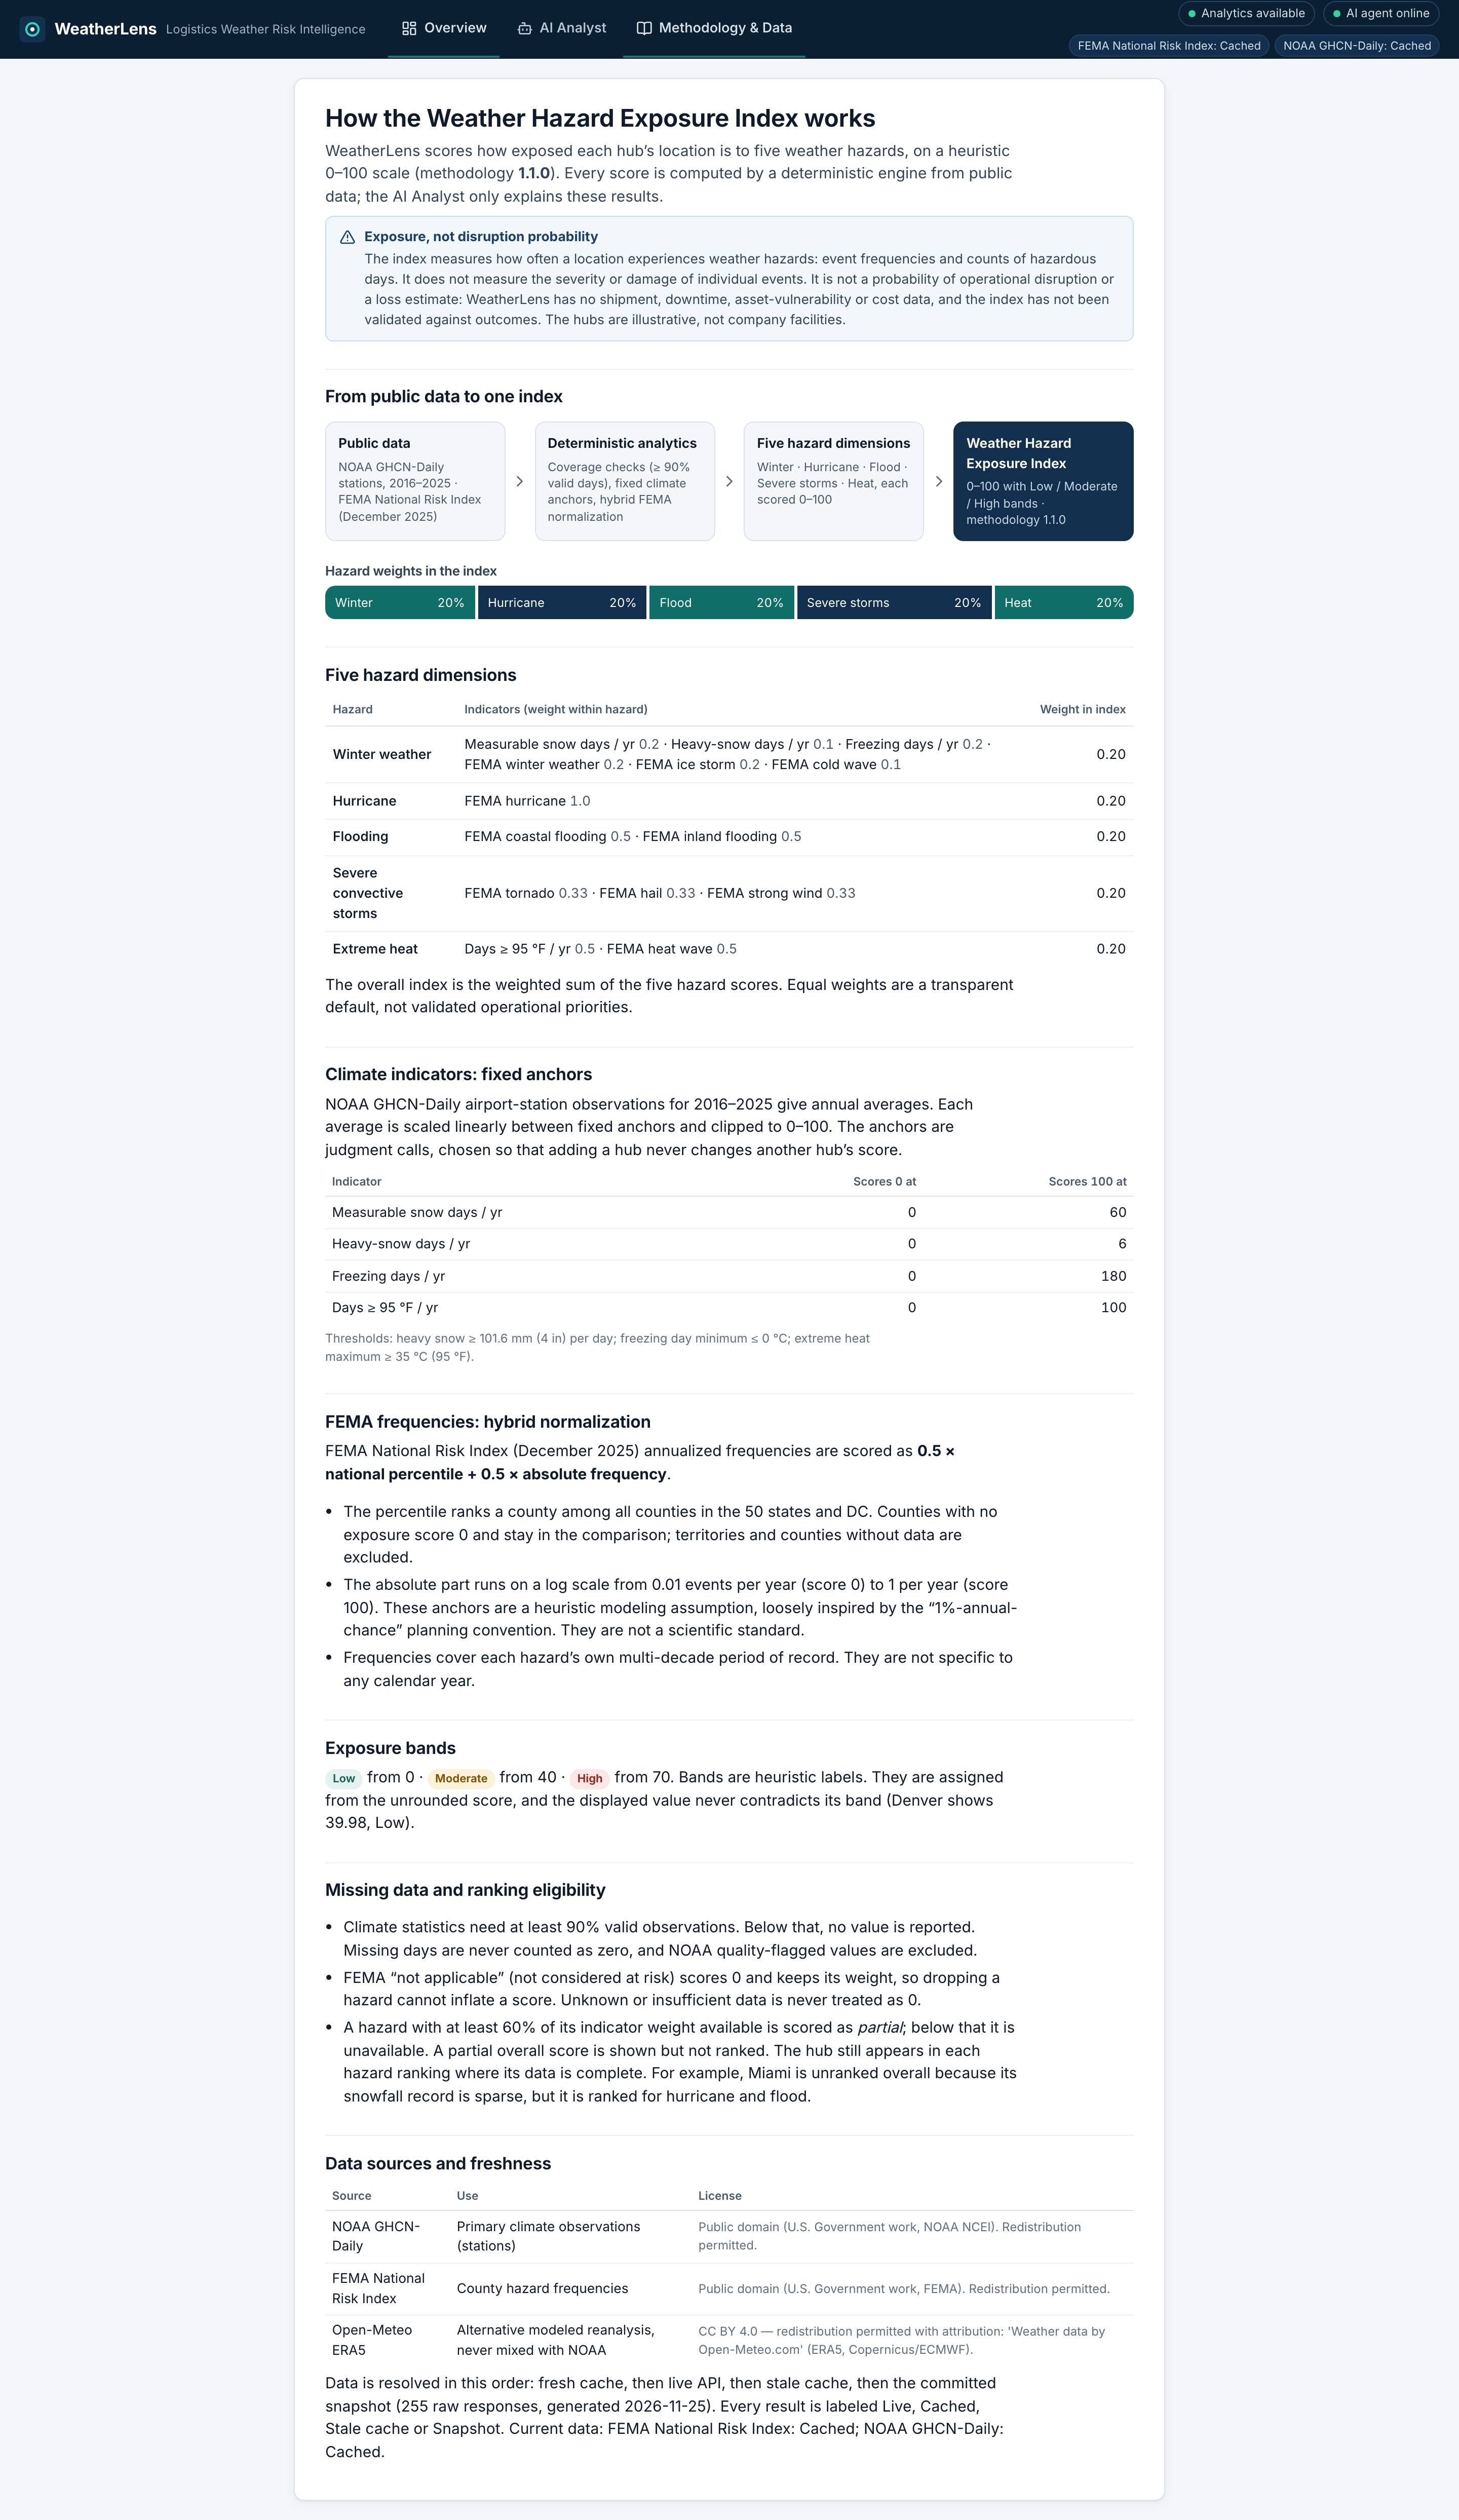 WeatherLens Logistics Weather Risk Intelligence Overview AI Analyst Methodology & Data Analytics available AI agent online
FEMA National Risk Index: Cached NOAA GHCN-Daily: Cached
How the Weather Hazard Exposure Index works
WeatherLens scores how exposed each hub’s location is to five weather hazards, on a heuristic
0–100 scale (methodology 1.1.0). Every score is computed by a deterministic engine from public
data; the AI Analyst only explains these results.
Exposure, not disruption probability
The index measures how often a location experiences weather hazards: event frequencies and counts of hazardous
days. It does not measure the severity or damage of individual events. It is not a probability of operational disruption or
a loss estimate: WeatherLens has no shipment, downtime, asset-vulnerability or cost data, and the index has not been
validated against outcomes. The hubs are illustrative, not company facilities.
From public data to one index
Public data
NOAA GHCN-Daily
stations, 2016–2025 ·
FEMA National Risk Index
(December 2025)
Deterministic analytics
Coverage checks (≥ 90%
valid days), fixed climate
anchors, hybrid FEMA
normalization
Five hazard dimensions
Winter · Hurricane · Flood ·
Severe storms · Heat, each
scored 0–100
Weather Hazard
Exposure Index
0–100 with Low / Moderate
/ High bands ·
methodology 1.1.0
Hazard weights in the index
Winter 20% Hurricane 20% Flood 20% Severe storms 20% Heat 20%
Five hazard dimensions
Hazard Indicators (weight within hazard) Weight in index
Winter weather
Measurable snow days / yr 0.2 · Heavy-snow days / yr 0.1 · Freezing days / yr 0.2 ·
FEMA winter weather 0.2 · FEMA ice storm 0.2 · FEMA cold wave 0.1
0.20
Hurricane FEMA hurricane 1.0 0.20
Flooding FEMA coastal flooding 0.5 · FEMA inland flooding 0.5 0.20
Severe
convective
storms
FEMA tornado 0.33 · FEMA hail 0.33 · FEMA strong wind 0.33 0.20
Extreme heat Days ≥ 95 °F / yr 0.5 · FEMA heat wave 0.5 0.20
The overall index is the weighted sum of the five hazard scores. Equal weights are a transparent
default, not validated operational priorities.
Climate indicators: fixed anchors
NOAA GHCN-Daily airport-station observations for 2016–2025 give annual averages. Each
average is scaled linearly between fixed anchors and clipped to 0–100. The anchors are
judgment calls, chosen so that adding a hub never changes another hub’s score.
Indicator Scores 0 at Scores 100 at
Measurable snow days / yr 0 60
Heavy-snow days / yr 0 6
Freezing days / yr 0 180
Days ≥ 95 °F / yr 0 100
Thresholds: heavy snow ≥ 101.6 mm (4 in) per day; freezing day minimum ≤ 0 °C; extreme heat
maximum ≥ 35 °C (95 °F).
FEMA frequencies: hybrid normalization
FEMA National Risk Index (December 2025) annualized frequencies are scored as 0.5 ×
national percentile + 0.5 × absolute frequency.
• The percentile ranks a county among all counties in the 50 states and DC. Counties with no
exposure score 0 and stay in the comparison; territories and counties without data are
excluded.
• The absolute part runs on a log scale from 0.01 events per year (score 0) to 1 per year (score
100). These anchors are a heuristic modeling assumption, loosely inspired by the “1%-annual-
chance” planning convention. They are not a scientific standard.
• Frequencies cover each hazard’s own multi-decade period of record. They are not specific to
any calendar year.
Exposure bands
Low from 0 · Moderate from 40 · High from 70. Bands are heuristic labels. They are assigned
from the unrounded score, and the displayed value never contradicts its band (Denver shows
39.98, Low).
Missing data and ranking eligibility
• Climate statistics need at least 90% valid observations. Below that, no value is reported.
Missing days are never counted as zero, and NOAA quality-flagged values are excluded.
• FEMA “not applicable” (not considered at risk) scores 0 and keeps its weight, so dropping a
hazard cannot inflate a score. Unknown or insufficient data is never treated as 0.
• A hazard with at least 60% of its indicator weight available is scored as partial; below that it is
unavailable. A partial overall score is shown but not ranked. The hub still appears in each
hazard ranking where its data is complete. For example, Miami is unranked overall because its
snowfall record is sparse, but it is ranked for hurricane and flood.
Data sources and freshness
Source Use License
NOAA GHCN-
Daily
Primary climate observations
(stations)
Public domain (U.S. Government work, NOAA NCEI). Redistribution
permitted.
FEMA National
Risk Index
County hazard frequencies
Public domain (U.S. Government work, FEMA). Redistribution permitted.
Open-Meteo
ERA5
Alternative modeled reanalysis,
never mixed with NOAA
CC BY 4.0 — redistribution permitted with attribution: 'Weather data by
Open-Meteo.com' (ERA5, Copernicus/ECMWF).
Data is resolved in this order: fresh cache, then live API, then stale cache, then the committed
snapshot (255 raw responses, generated 2026-11-25). Every result is labeled Live, Cached,
Stale cache or Snapshot. Current data: FEMA National Risk Index: Cached; NOAA GHCN-Daily:
Cached.